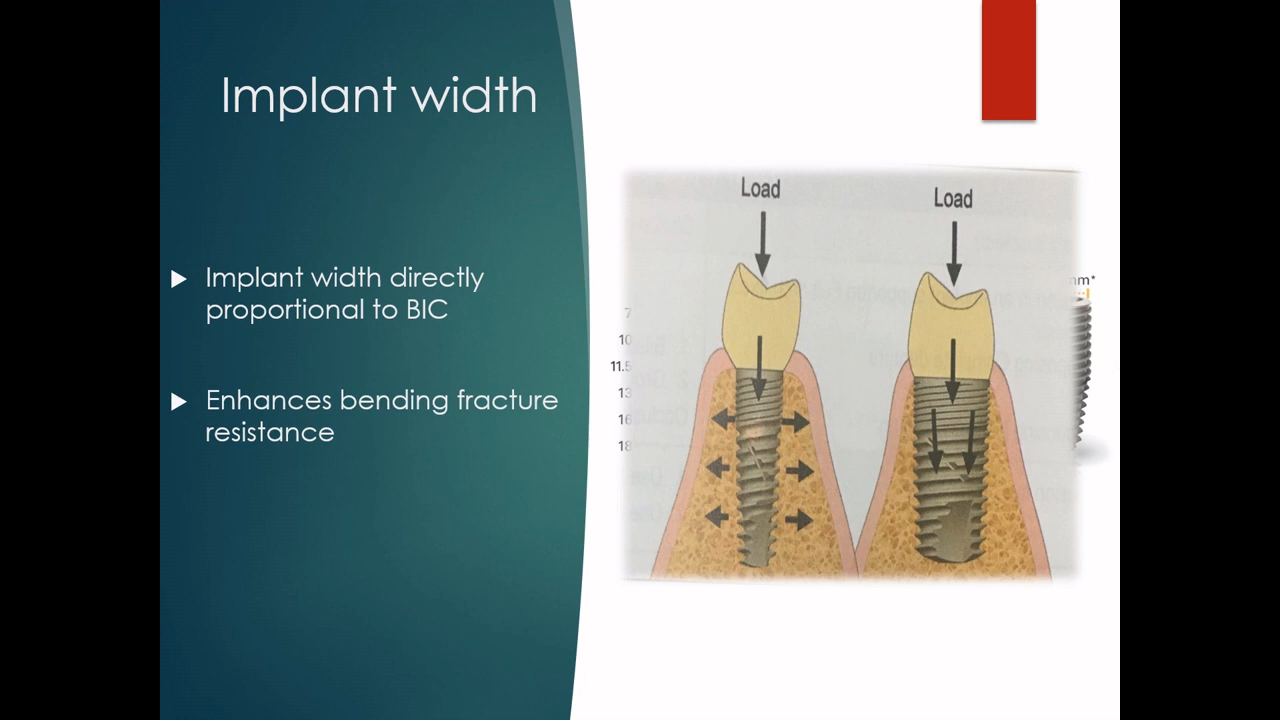 Implant width
Implant width directly
proportional to BIC
Enhances bending fracture
resistance
Load
Load
7
10
11.5
13
16
18